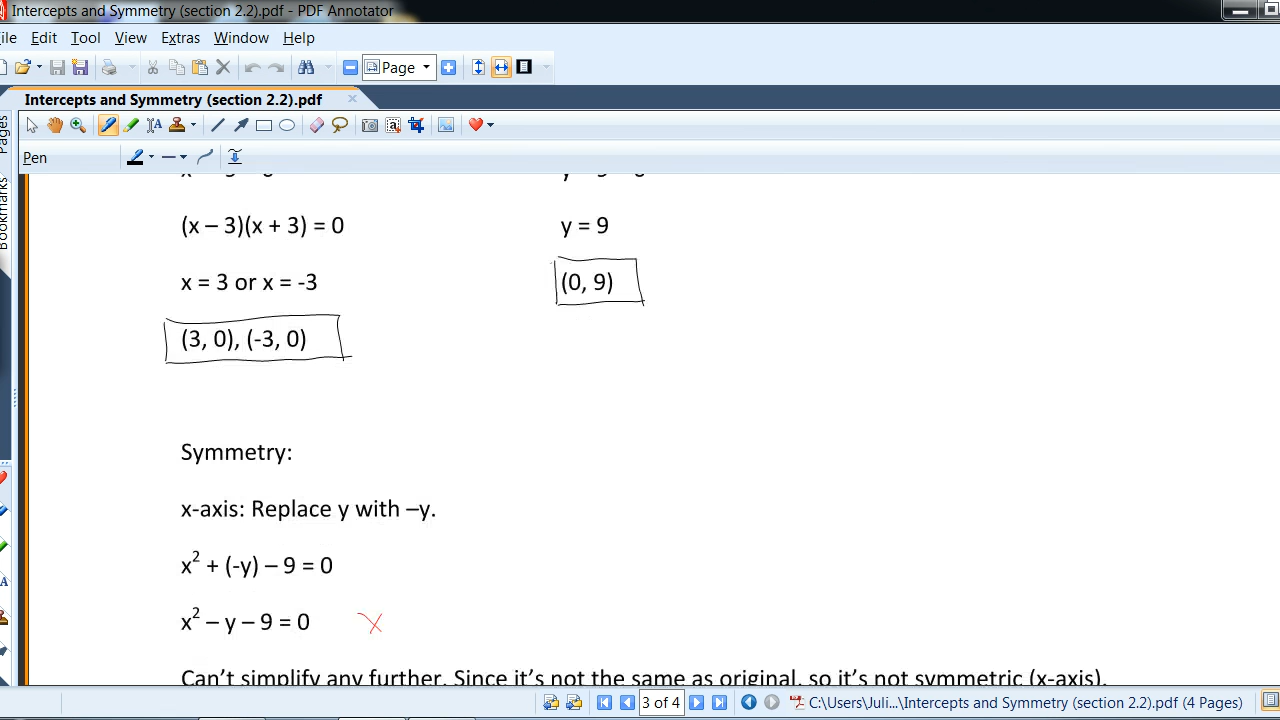 Intercepts and Symmetry (section 2.2).pdf - PDF Annotator
ile Edit Tool View Extras Window Help
Page
Intercepts and Symmetry (section 2.2).pdf
Pages
Bookmarks
Pen
(x – 3)(x + 3) = 0
y = 9
x = 3 or x = -3
(0, 9)
(3, 0), (-3, 0)
Symmetry:
x-axis: Replace y with –y.
x² + (-y) – 9 = 0
x² – y – 9 = 0 X
Can't simplify any further. Since it's not the same as original, so it's not symmetric (x-axis).
3 of 4
C:\Users\Juli...\Intercepts and Symmetry (section 2.2).pdf (4 Pages)